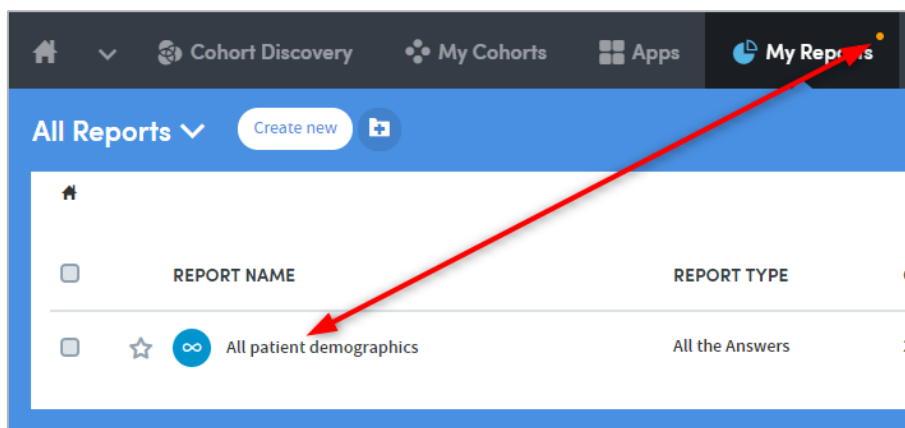 Cohort Discovery My Cohorts Apps My Reports
All Reports Create new
REPORT NAME REPORT TYPE
All patient demographics All the Answers